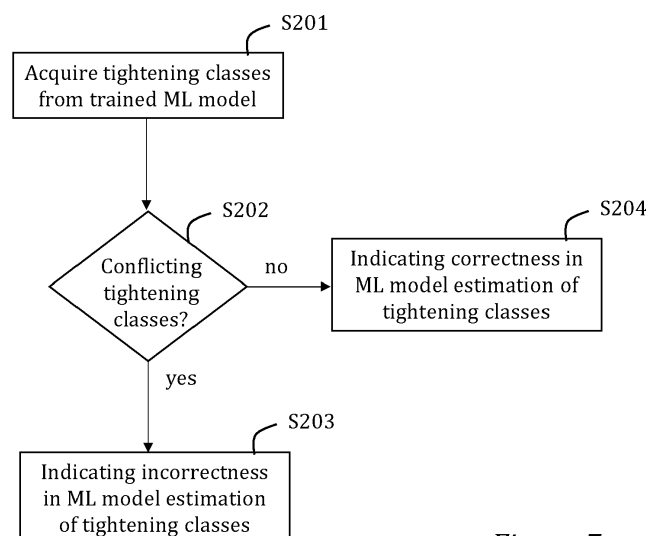 S201
Acquire tightening classes
from trained ML model
S202
Conflicting
tightening
classes?
no
S204
Indicating correctness in
ML model estimation of
tightening classes
yes
S203
Indicating incorrectness
in ML model estimation
of tightening classes